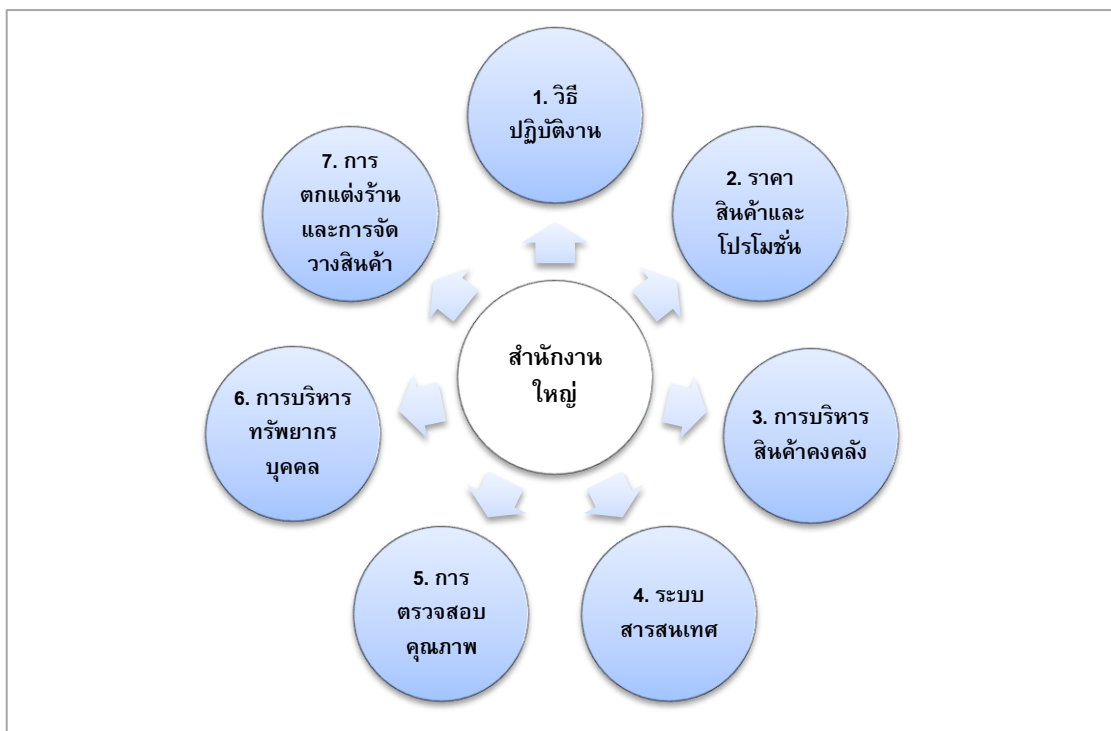 1. วิธี
ปฏิบัติงาน
2. ราคา
สินค้าและ
โปรโมชั่น
3. การบริหาร
สินค้าคงคลัง
4. ระบบ
สารสนเทศ
5. การ
ตรวจสอบ
คุณภาพ
6. การบริหาร
ทรัพยากร
บุคคล
7. การ
ตกแต่งร้าน
และการจัด
วางสินค้า
สำนักงาน
ใหญ่